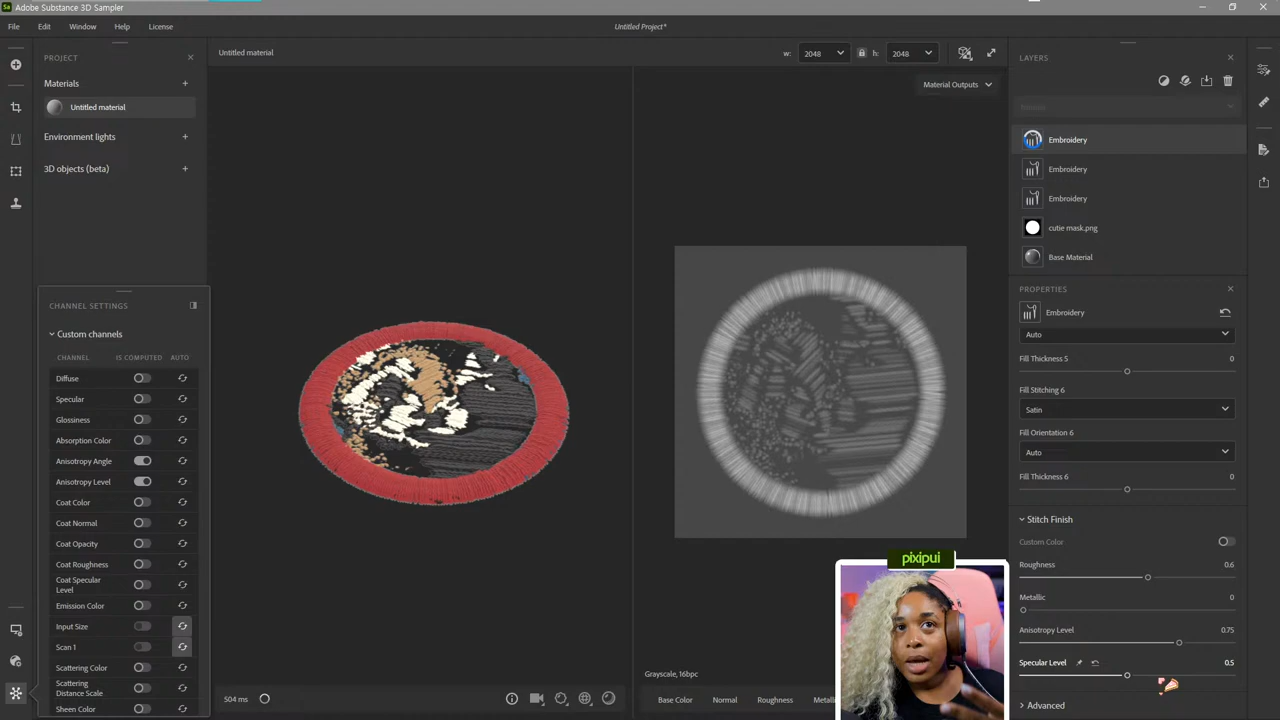 Adobe Substance 3D Sampler
File Edit Window Help License
Untitled Project*
PROJECT
Materials
Untitled material
Environment lights
3D objects (beta)
CHANNEL SETTINGS
Custom channels
CHANNEL IS COMPUTED AUTO
Diffuse
Specular
Glossiness
Absorption Color
Anisotropy Angle
Anisotropy Level
Coat Color
Coat Normal
Coat Opacity
Coat Roughness
Coat Specular
Level
Emission Color
Input Size
Scan 1
Scattering Color
Scattering
Distance Scale
Sheen Color
Untitled material
w: 2048 h: 2048
Material Outputs
504 ms
Grayscale, 16bpc
Base Color Normal Roughness
pixipui
LAYERS
Embroidery
Embroidery
Embroidery
cutie mask.png
Base Material
PROPERTIES
Embroidery
Auto
Fill Thickness 5 0
Fill Stitching 6
Satin
Fill Orientation 6
Auto
Fill Thickness 6 0
Stitch Finish
Custom Color
Roughness 0.6
Metallic 0
Anisotropy Level 0.75
Specular Level 0.5
Advanced